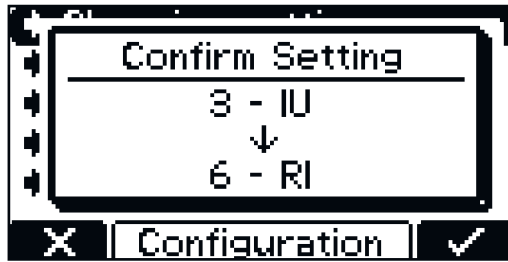 Confirm Setting
3 - IU
↓
6 - RI
Configuration